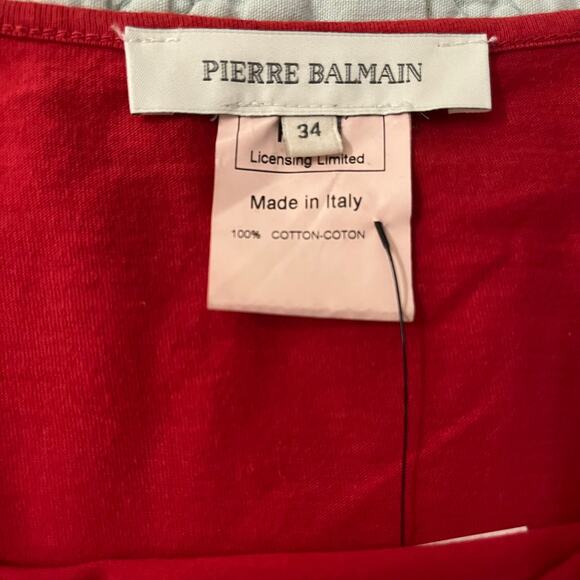 PIERRE BALMAIN
34
Licensing Limited
Made in Italy
100% COTTON-COTON